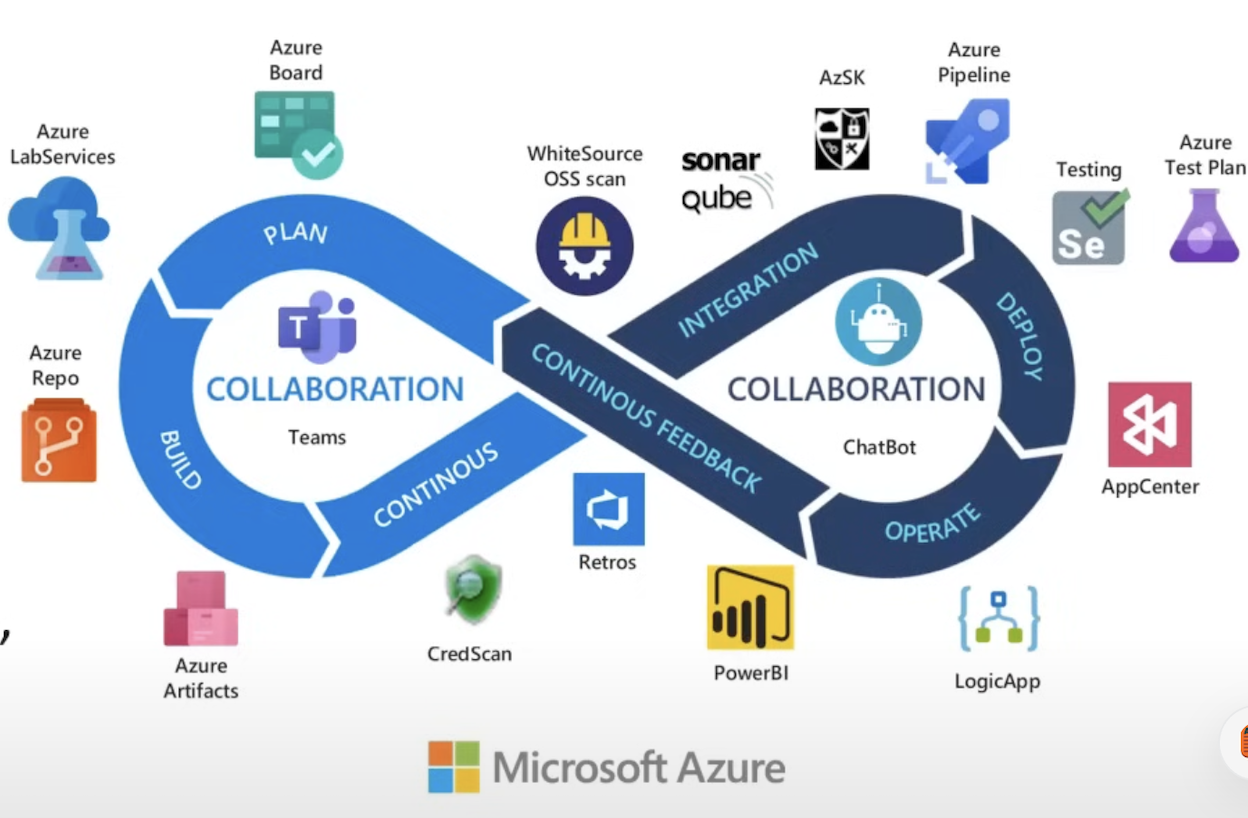 Azure
Board
Azure
LabServices
WhiteSource
OSS scan
sonar
qube
AzSK
Azure
Pipeline
Testing
Se
Azure
Test Plan
PLAN
INTEGRATION
DEPLOY
T
COLLABORATION
Teams
CONTINOUS FEEDBACK
COLLABORATION
ChatBot
Azure
Repo
BUILD
CONTINOUS
OPERATE
AppCenter
Retros
,
Azure
Artifacts
CredScan
PowerBI
LogicApp
Microsoft Azure